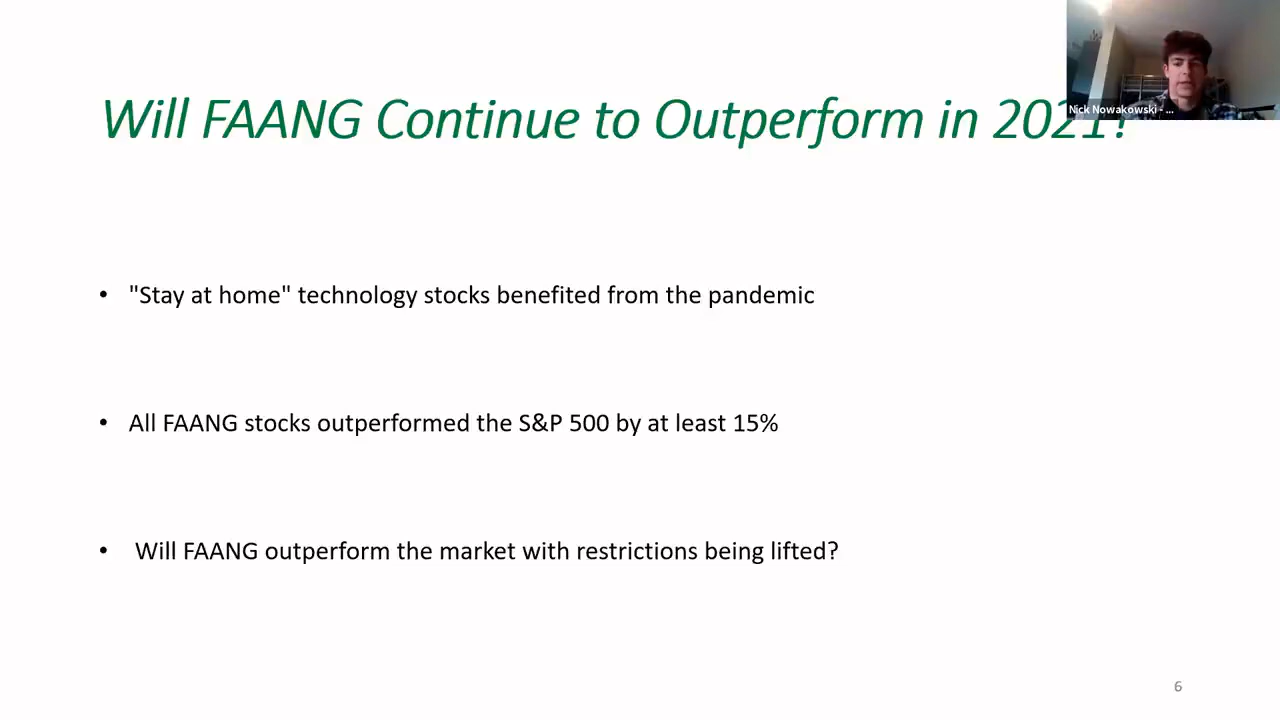 Will FAANG Continue to Outperform in 2021?
Nick Nowakowski - ...
• "Stay at home" technology stocks benefited from the pandemic
• All FAANG stocks outperformed the S&P 500 by at least 15%
• Will FAANG outperform the market with restrictions being lifted?
6